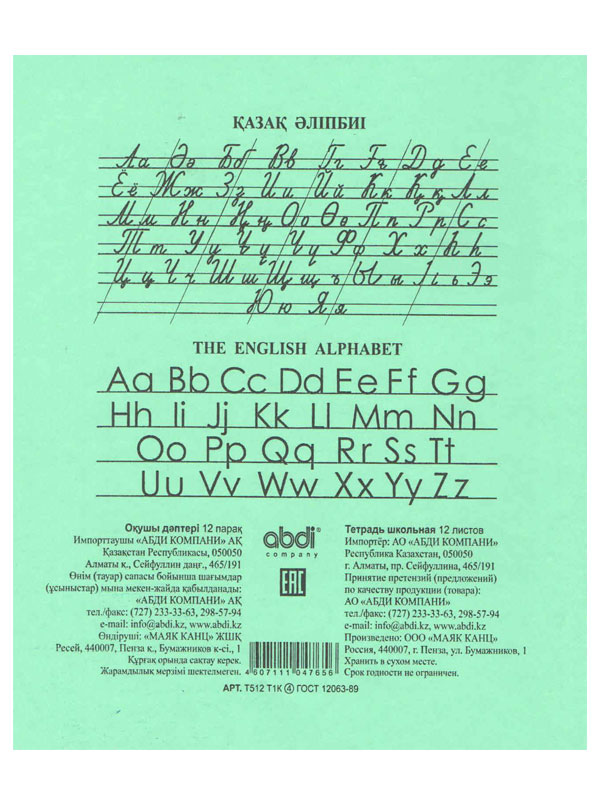 ҚАЗАҚ ӘЛІПБИІ
Аа Әә Бб Вв Гг Ғғ Дд Ее
Ёё Жж Зз Ии Йй Кк Ққ Лл
Мм Нн Ңң Оо Өө Пп Рр Сс
Тт Уу Ұұ Үү Фф Хх Һһ
Цц Чч Шш Щщ ъ Ыы Іі ь Ээ
Юю Яя
THE ENGLISH ALPHABET
Aa Bb Cc Dd Ee Ff Gg
Hh Ii Jj Kk Ll Mm Nn
Oo Pp Qq Rr Ss Tt
Uu Vv Ww Xx Yy Zz
Оқушы дәптері 12 парақ
Импорттаушы «АБДИ КОМПАНИ» АҚ
Қазақстан Республикасы, 050050
Алматы қ., Сейфуллин даңғ., 465/191
Өнім (тауар) сапасы бойынша шағымдар
(ұсыныстар) мына мекен-жайда қабылданады:
«АБДИ КОМПАНИ» АҚ
тел./факс: (727) 233-33-63, 298-57-94
e-mail: info@abdi.kz, www.abdi.kz
Өндіруші: «МАЯК КАНЦ» ЖШҚ
Ресей, 440007, Пенза қ., Бумажников к-сі., 1
Құрғақ орында сақтау керек.
Жарамдылық мерзімі шектелмеген.
abdi®
company
EAC
4607111047656
Тетрадь школьная 12 листов
Импортёр: АО «АБДИ КОМПАНИ»
Республика Казахстан, 050050
г. Алматы, пр. Сейфуллина, 465/191
Принятие претензий (предложений)
по качеству продукции (товара):
АО «АБДИ КОМПАНИ»
тел./факс: (727) 233-33-63, 298-57-94
e-mail: info@abdi.kz, www.abdi.kz
Произведено: ООО «МАЯК КАНЦ»
Россия, 440007, г. Пенза, ул. Бумажников, 1
Хранить в сухом месте.
Срок годности не ограничен.
АРТ. Т512 Т1К ④ ГОСТ 12063-89